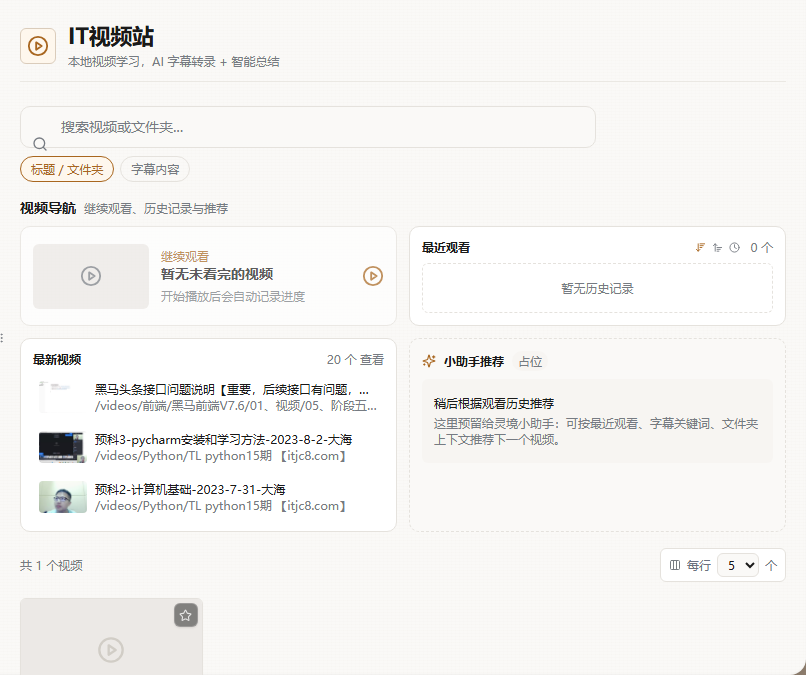 IT视频站
本地视频学习，AI 字幕转录 + 智能总结
搜索视频或文件夹...
标题 / 文件夹
字幕内容
视频导航 继续观看、历史记录与推荐
继续观看
暂无未看完的视频
开始播放后会自动记录进度
最近观看
0 个
暂无历史记录
最新视频
20 个 查看
黑马头条接口问题说明【重要，后续接口有问题，...
/videos/前端/黑马前端V7.6/01、视频/05、阶段五...
预科3-pycharm安装和学习方法-2023-8-2-大海
/videos/Python/TL python15期 【itjc8.com】
预科2-计算机基础-2023-7-31-大海
/videos/Python/TL python15期 【itjc8.com】
小助手推荐 占位
稍后根据观看历史推荐
这里预留给灵境小助手：可按最近观看、字幕关键词、文件夹
上下文推荐下一个视频。
共 1 个视频
每行 5 个